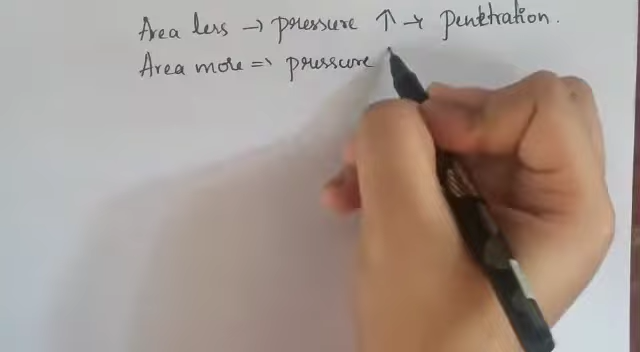 Area less → pressure ↑ → penetration.
Area more ⇒ pressure